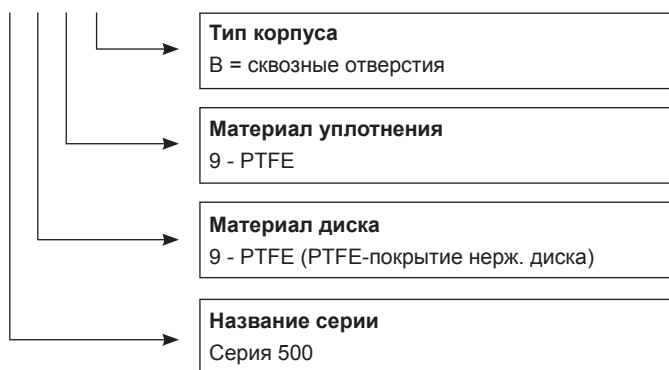 Тип корпуса
B = сквозные отверстия
Материал уплотнения
9 - PTFE
Материал диска
9 - PTFE (PTFE-покрытие нерж. диска)
Название серии
Серия 500